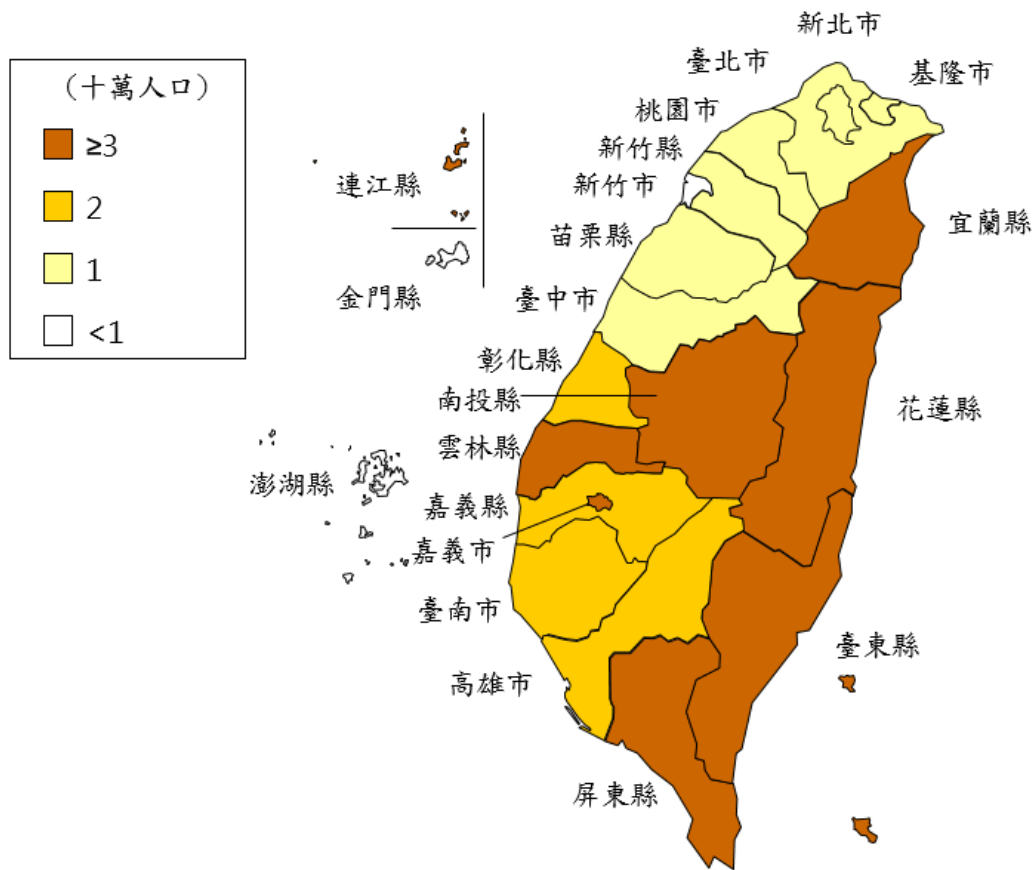 (十萬人口)
≥3
2
1
<1
新北市
臺北市
基隆市
桃園市
新竹縣
新竹市
苗栗縣
臺中市
彰化縣
南投縣
雲林縣
嘉義縣
嘉義市
臺南市
高雄市
屏東縣
宜蘭縣
花蓮縣
臺東縣
連江縣
金門縣
澎湖縣